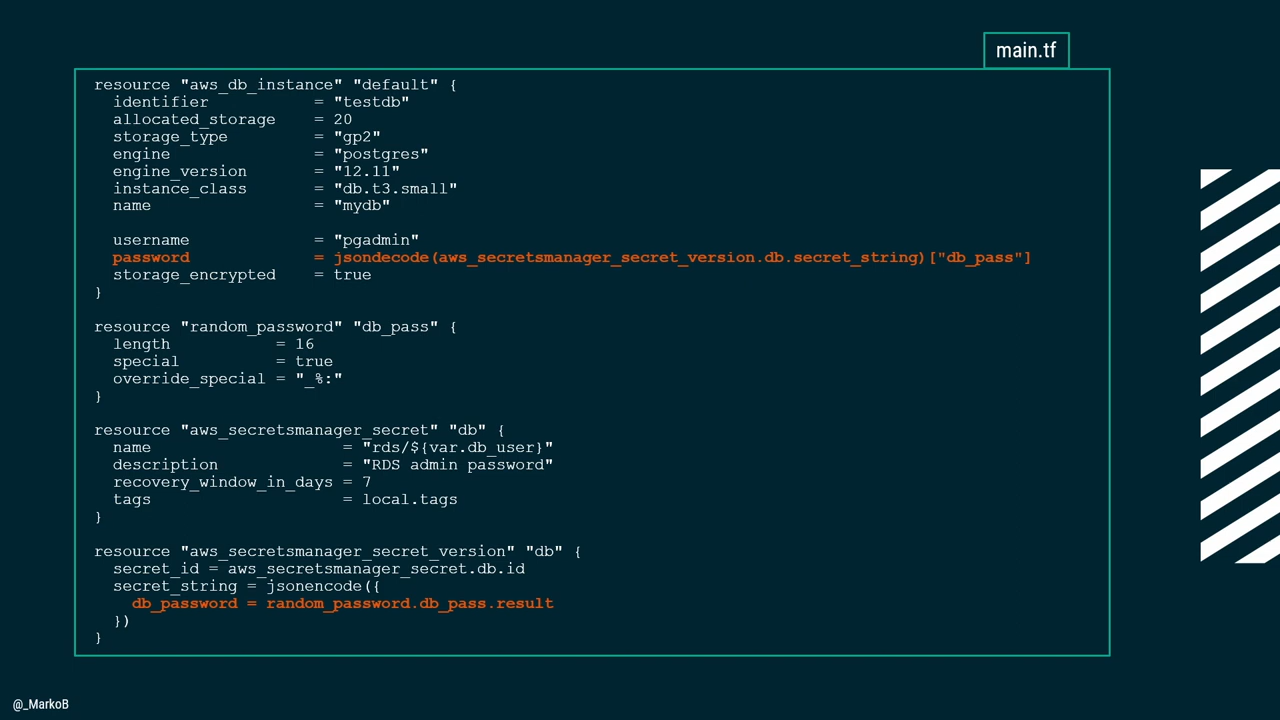 main.tf
resource "aws_db_instance" "default" {
  identifier           = "testdb"
  allocated_storage    = 20
  storage_type         = "gp2"
  engine               = "postgres"
  engine_version       = "12.11"
  instance_class       = "db.t3.small"
  name                 = "mydb"
  username             = "pgadmin"
  password             = jsondecode(aws_secretsmanager_secret_version.db.secret_string)["db_pass"]
  storage_encrypted    = true
}
resource "random_password" "db_pass" {
  length           = 16
  special          = true
  override_special = "_%:"
}
resource "aws_secretsmanager_secret" "db" {
  name                    = "rds/${var.db_user}"
  description             = "RDS admin password"
  recovery_window_in_days = 7
  tags                    = local.tags
}
resource "aws_secretsmanager_secret_version" "db" {
  secret_id = aws_secretsmanager_secret.db.id
  secret_string = jsonencode({
    db_password = random_password.db_pass.result
  })
}
@_MarkoB